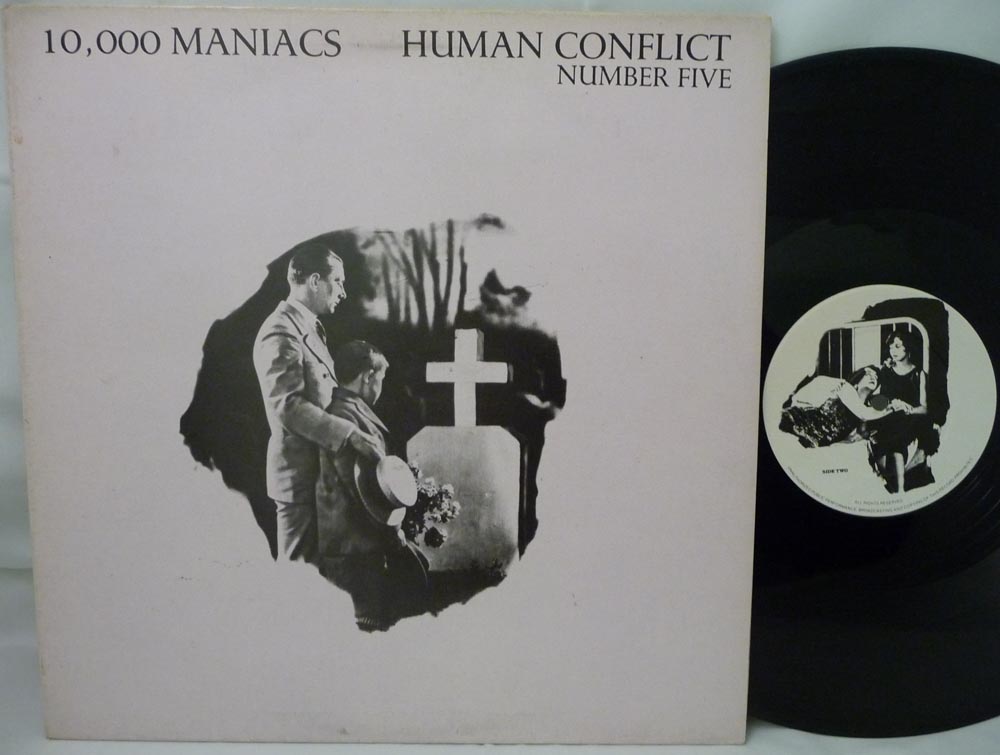 10,000 MANIACS HUMAN CONFLICT
NUMBER FIVE
SIDE TWO
ALL RIGHTS RESERVED